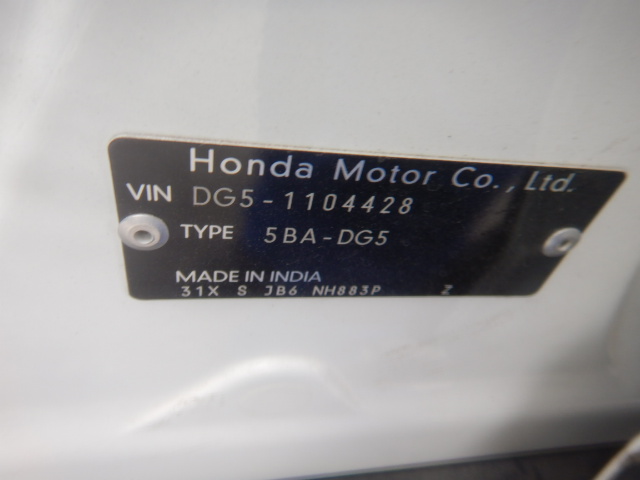 Honda Motor Co., Ltd.
VIN DG5-1104428
TYPE 5BA-DG5
MADE IN INDIA
31X S JB6 NH883P Z